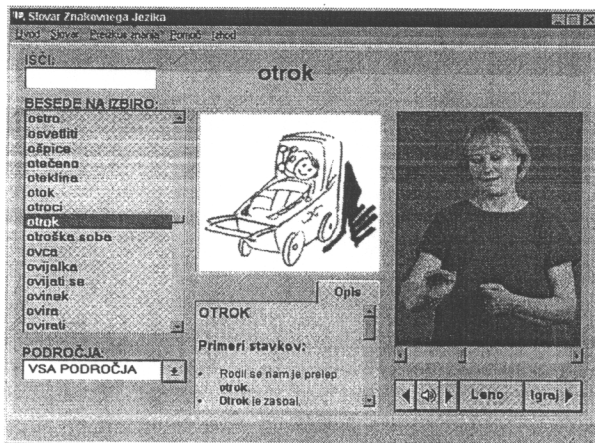 Slovar Znakovnega Jezika
Uvod Slovar Preizkus znanja Pomoč Izhod
IŠČI:
otrok
BESEDE NA IZBIRO:
ostro
osvetliti
ošpice
otečeno
oteklina
otok
otroci
otrok
otroška soba
ovca
ovijalka
ovijati se
ovinek
ovira
ovirati
PODROČJA:
VSA PODROČJA
Opis
OTROK
Primeri stavkov:
• Rodil se nam je prelep
otrok.
• Otrok je zaspal.
Leno
Igraj